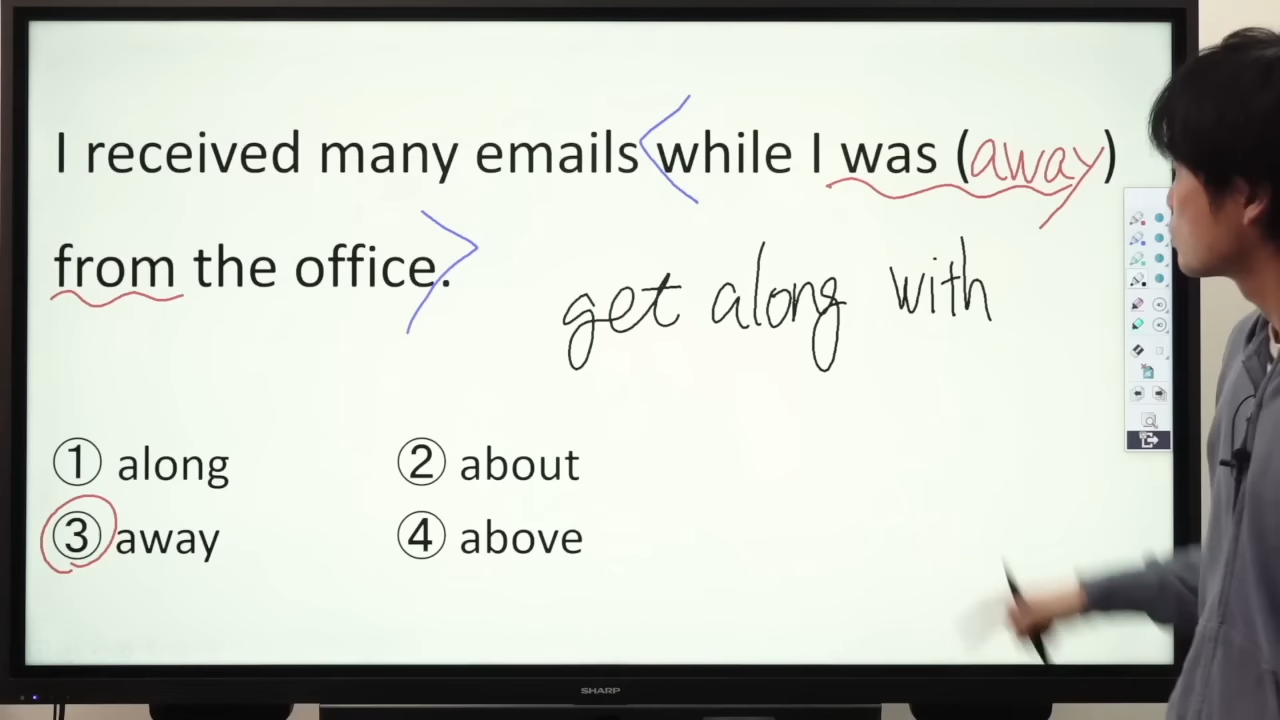 I received many emails while I was (away)
from the office.
get along with
① along ② about
③ away ④ above
SHARP